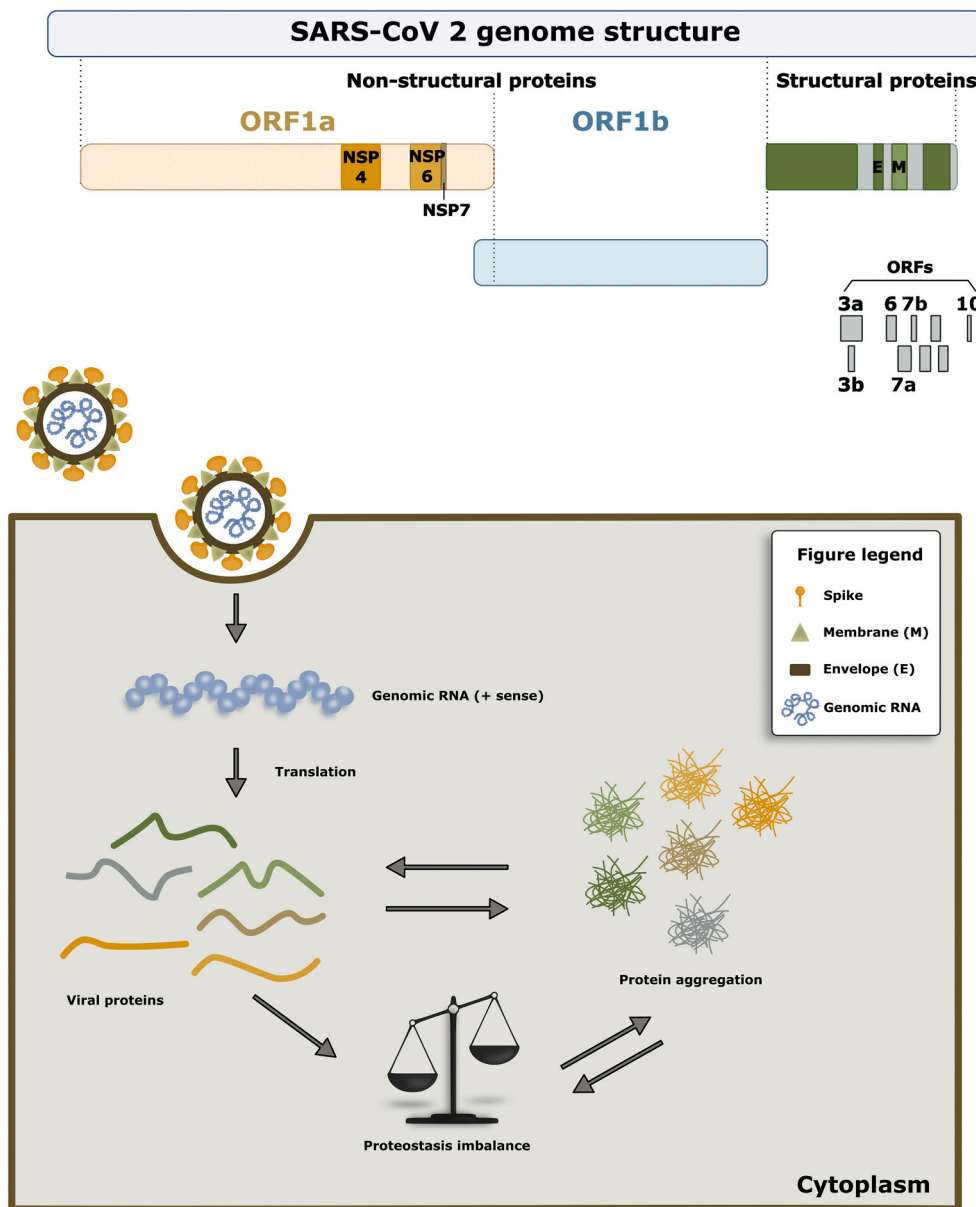 SARS-CoV 2 genome structure
Non-structural proteins
Structural proteins
ORF1a
ORF1b
NSP
4
NSP
6
E
M
NSP7
ORFs
3a
6
7b
10
3b
7a
Figure legend
Spike
Membrane (M)
Envelope (E)
Genomic RNA
Genomic RNA (+ sense)
Translation
Viral proteins
Protein aggregation
Proteostasis imbalance
Cytoplasm